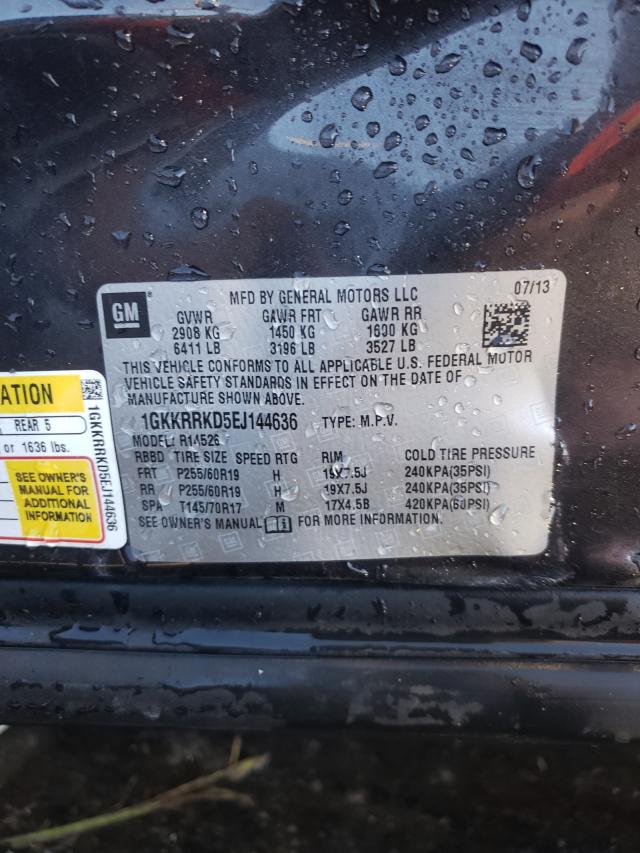 GM
®
MFD BY GENERAL MOTORS LLC 07/13
GVWR GAWR FRT GAWR RR
2908 KG 1450 KG 1600 KG
6411 LB 3196 LB 3527 LB
THIS VEHICLE CONFORMS TO ALL APPLICABLE U.S. FEDERAL MOTOR
VEHICLE SAFETY STANDARDS IN EFFECT ON THE DATE OF
MANUFACTURE SHOWN ABOVE.
1GKKRRKD5EJ144636 TYPE: M.P.V.
MODEL: R14526
RBBD TIRE SIZE SPEED RTG RIM COLD TIRE PRESSURE
FRT P255/60R19 H 19X7.5J 240KPA(35PSI)
RR P255/60R19 H 19X7.5J 240KPA(35PSI)
SPA T145/70R17 M 17X4.5B 420KPA(60PSI)
SEE OWNER'S MANUAL FOR MORE INFORMATION.
REAR 5
or 1636 lbs.
SEE OWNER'S
MANUAL FOR
ADDITIONAL
INFORMATION
1GKKRRKD5EJ144636